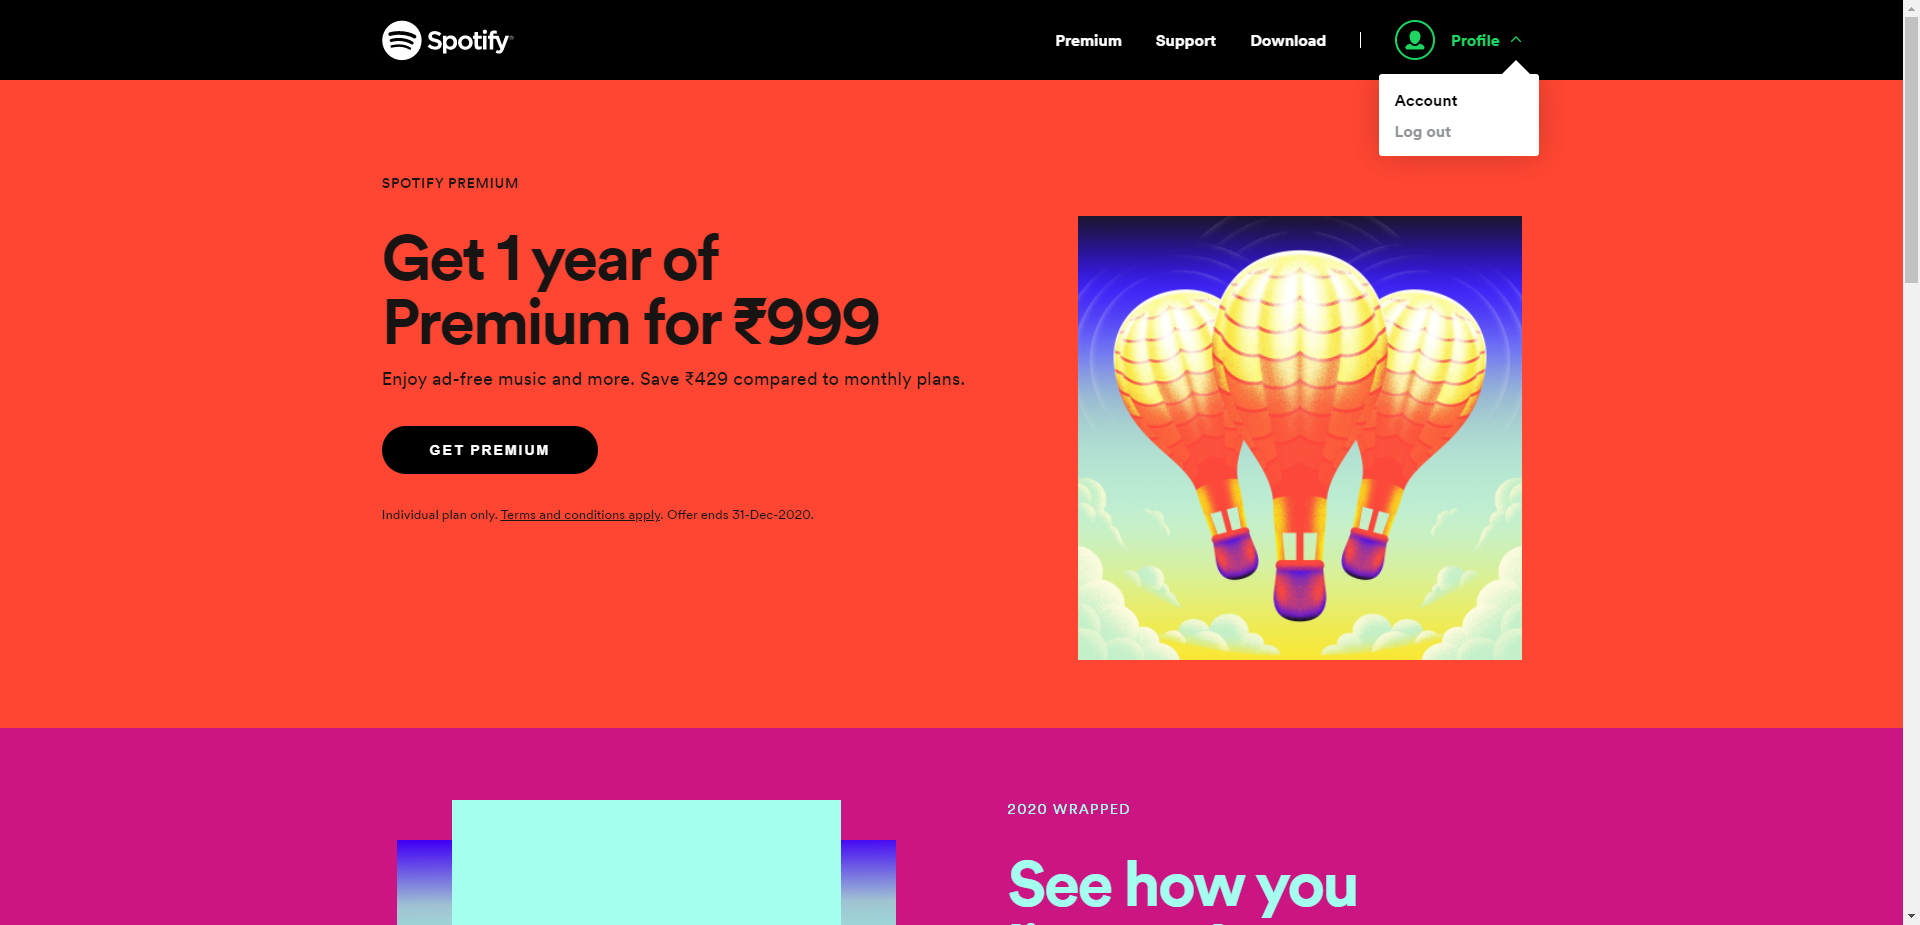 Spotify
Premium
Support
Download
Profile
Account
Log out
SPOTIFY PREMIUM
Get 1 year of
Premium for ₹999
Enjoy ad-free music and more. Save ₹429 compared to monthly plans.
GET PREMIUM
Individual plan only. Terms and conditions apply. Offer ends 31-Dec-2020.
2020 WRAPPED
See how you